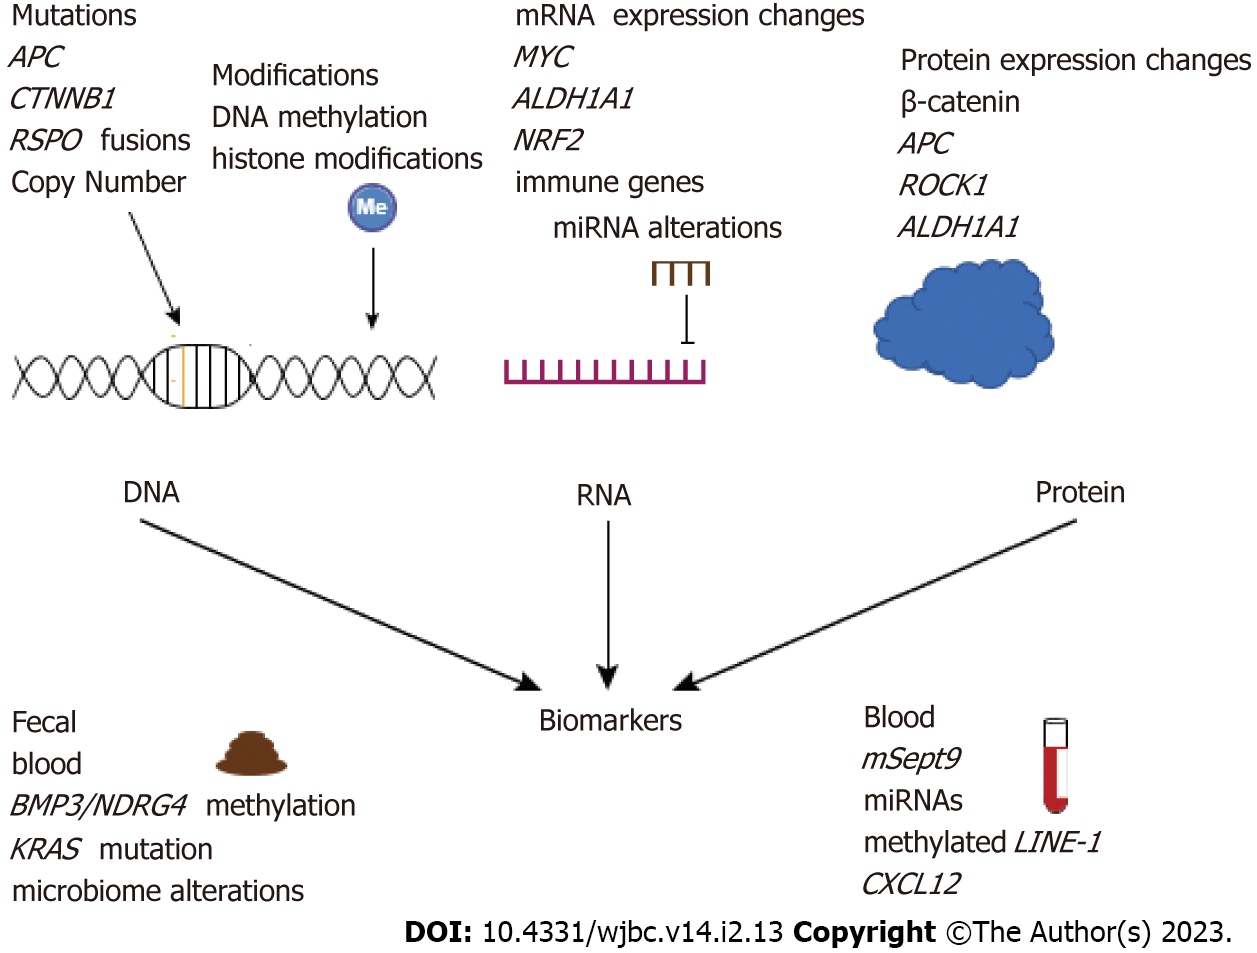 Mutations
APC
CTNNB1
RSPO fusions
Copy Number
Modifications
DNA methylation
histone modifications
Me
mRNA expression changes
MYC
ALDH1A1
NRF2
immune genes
miRNA alterations
Protein expression changes
β-catenin
APC
ROCK1
ALDH1A1
DNA
RNA
Protein
Biomarkers
Fecal
blood
BMP3/NDRG4 methylation
KRAS mutation
microbiome alterations
Blood
mSept9
miRNAs
methylated LINE-1
CXCL12
DOI: 10.4331/wjbc.v14.i2.13 Copyright ©The Author(s) 2023.